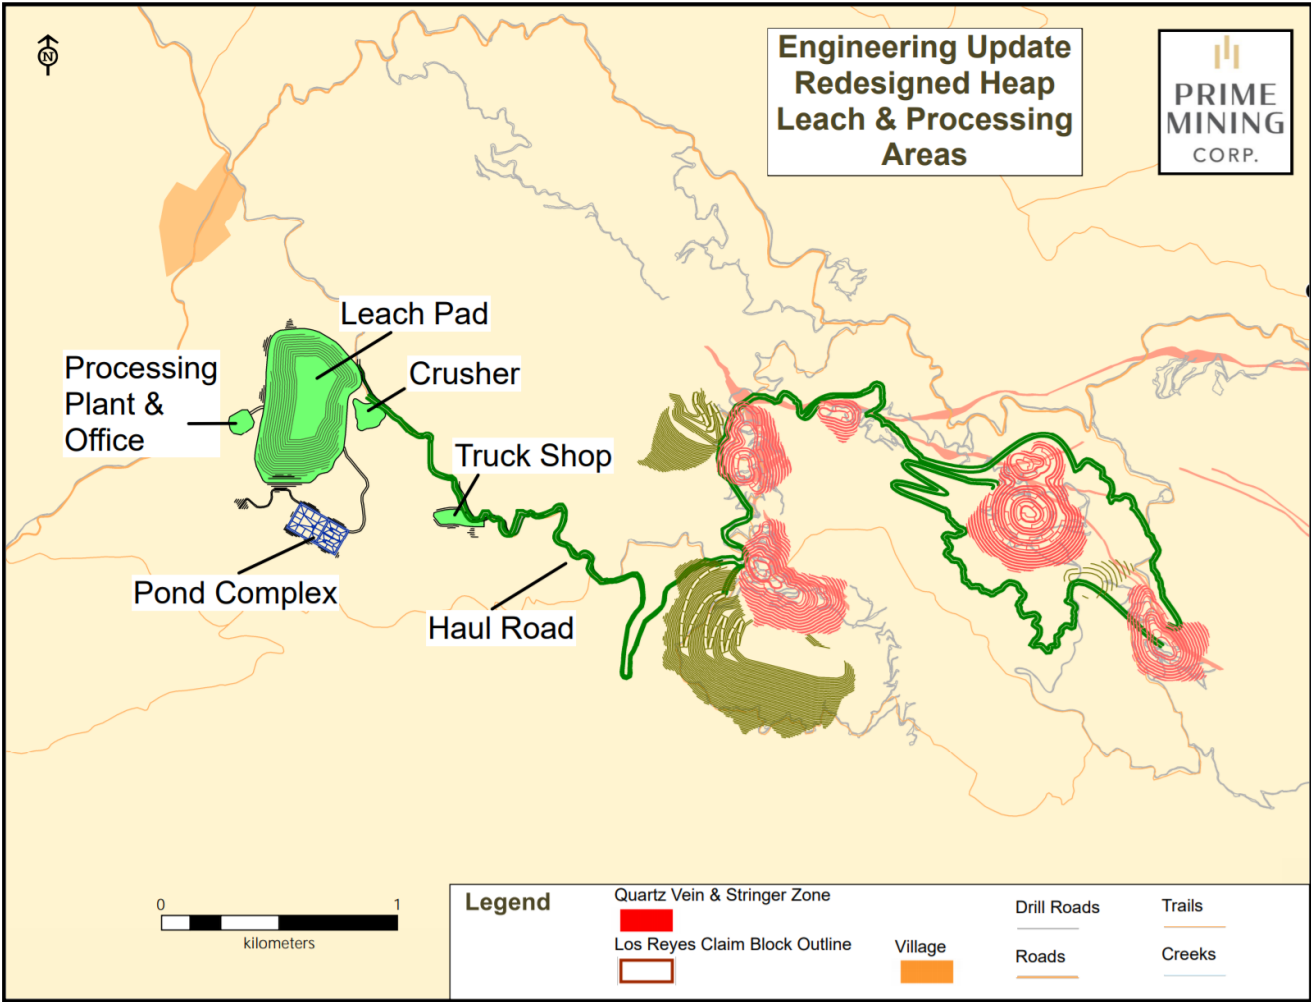 N
Engineering Update
Redesigned Heap
Leach & Processing
Areas
PRIME
MINING
CORP.
Leach Pad
Processing
Plant &
Office
Crusher
Truck Shop
Pond Complex
Haul Road
0 1
kilometers
Legend
Quartz Vein & Stringer Zone
Los Reyes Claim Block Outline
Village
Drill Roads
Roads
Trails
Creeks